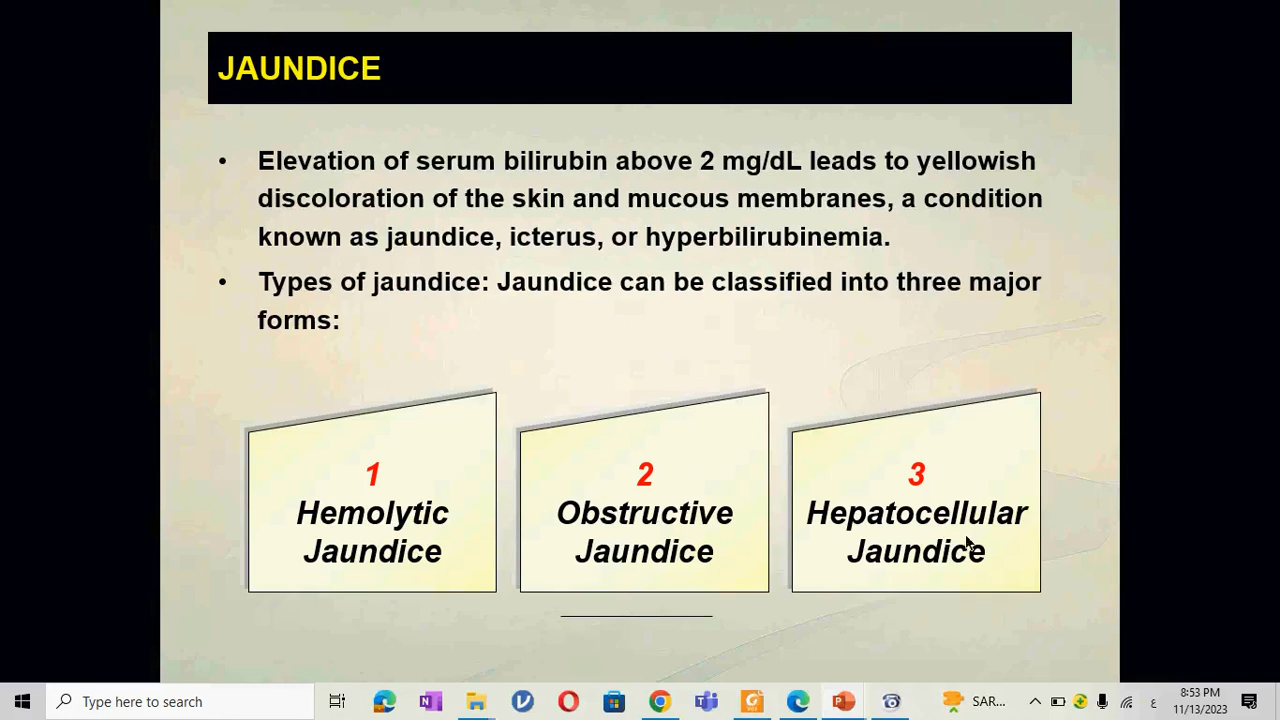 JAUNDICE
• Elevation of serum bilirubin above 2 mg/dL leads to yellowish
discoloration of the skin and mucous membranes, a condition
known as jaundice, icterus, or hyperbilirubinemia.
• Types of jaundice: Jaundice can be classified into three major
forms:
1
Hemolytic
Jaundice
2
Obstructive
Jaundice
3
Hepatocellular
Jaundice
Type here to search
SAR...
ع
8:53 PM
11/13/2023